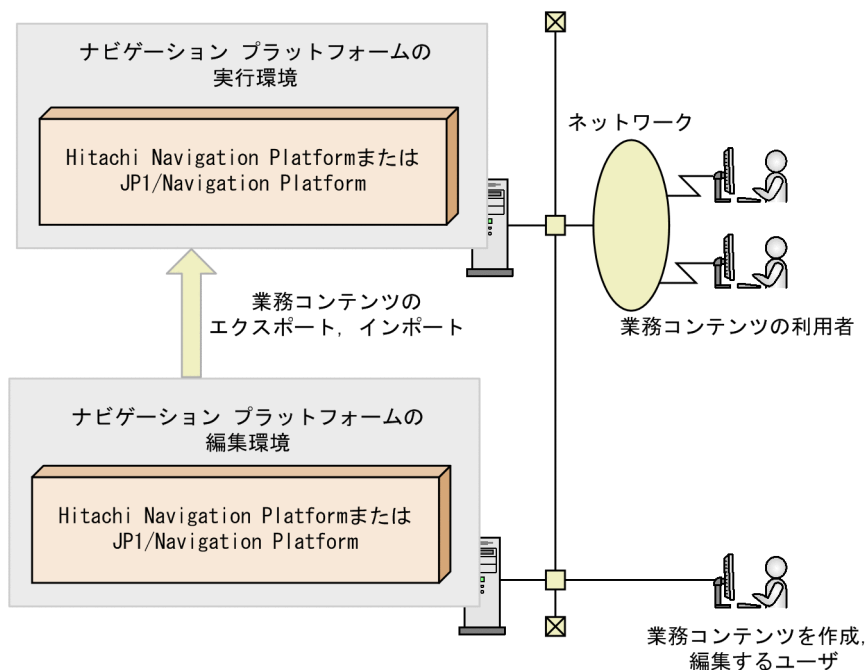 ナビゲーション プラットフォームの
実行環境
Hitachi Navigation Platformまたは
JP1/Navigation Platform
ネットワーク
業務コンテンツの
エクスポート，インポート
業務コンテンツの利用者
ナビゲーション プラットフォームの
編集環境
Hitachi Navigation Platformまたは
JP1/Navigation Platform
業務コンテンツを作成，
編集するユーザ